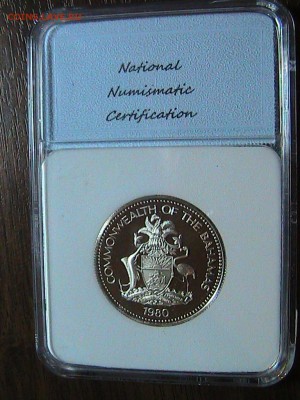 National
Numismatic
Certification
COMMONWEALTH OF THE BAHAMAS
1980